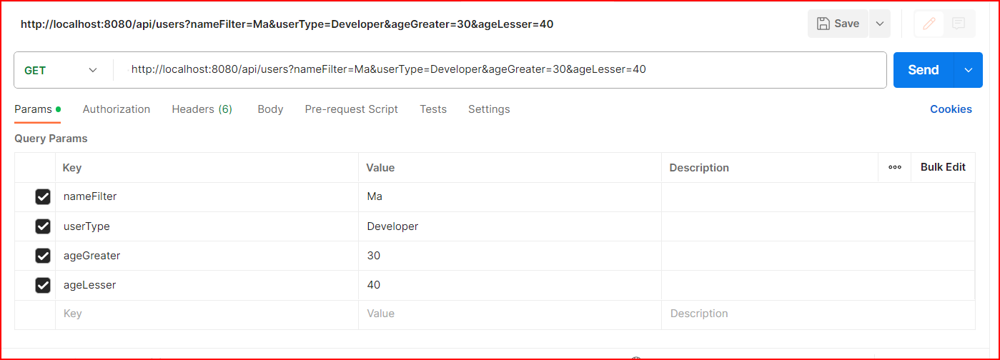 http://localhost:8080/api/users?nameFilter=Ma&userType=Developer&ageGreater=30&ageLesser=40 Save
GET http://localhost:8080/api/users?nameFilter=Ma&userType=Developer&ageGreater=30&ageLesser=40 Send
Params Authorization Headers (6) Body Pre-request Script Tests Settings Cookies
Query Params
Key Value Description Bulk Edit
nameFilter Ma
userType Developer
ageGreater 30
ageLesser 40
Key Value Description